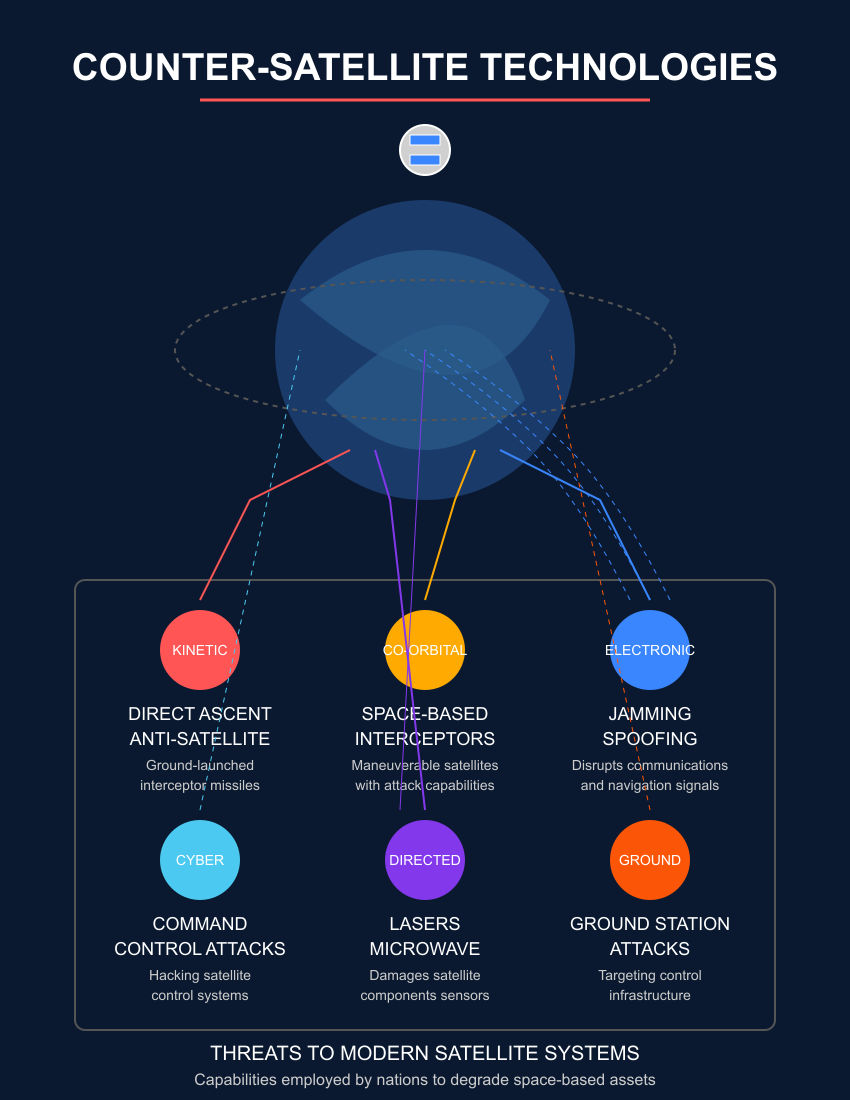 COUNTER-SATELLITE TECHNOLOGIES
KINETIC
DIRECT ASCENT
ANTI-SATELLITE
Ground-launched
interceptor missiles
CO-ORBITAL
SPACE-BASED
INTERCEPTORS
Maneuverable satellites
with attack capabilities
ELECTRONIC
JAMMING
SPOOFING
Disrupts communications
and navigation signals
CYBER
COMMAND
CONTROL ATTACKS
Hacking satellite
control systems
DIRECTED
LASERS
MICROWAVE
Damages satellite
components sensors
GROUND
GROUND STATION
ATTACKS
Targeting control
infrastructure
THREATS TO MODERN SATELLITE SYSTEMS
Capabilities employed by nations to degrade space-based assets